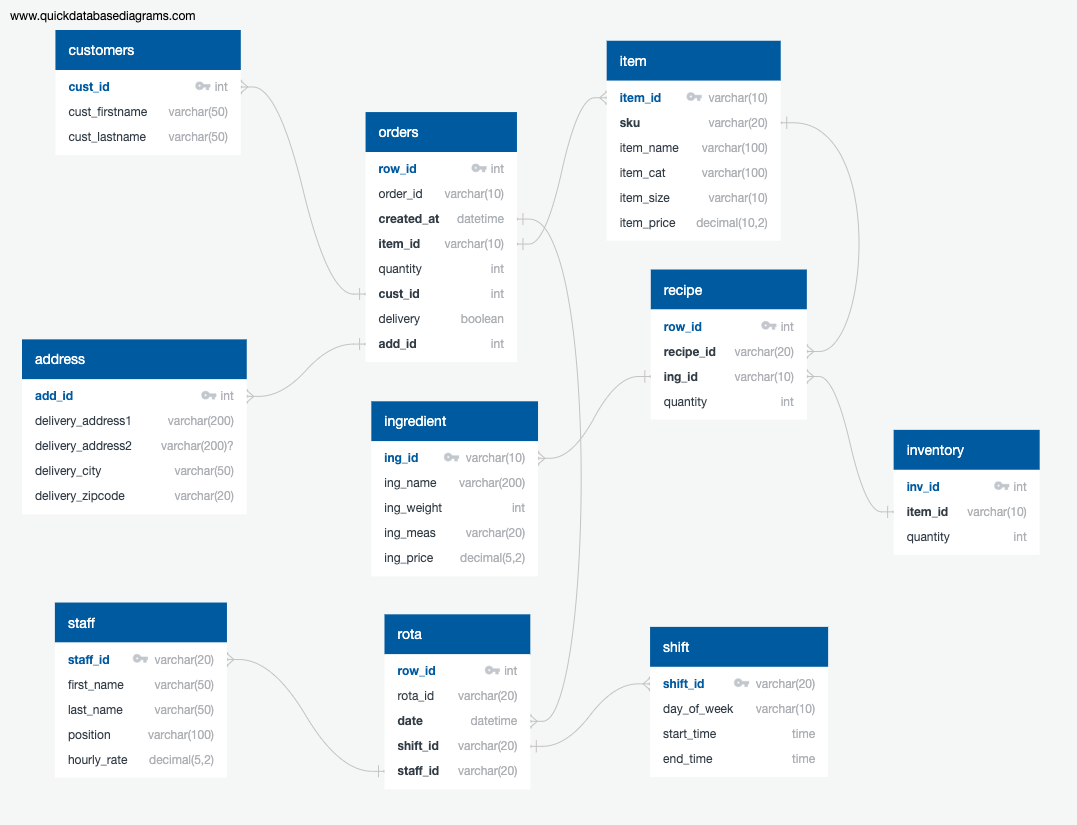 www.quickdatabasediagrams.com
customers
cust_id int
cust_firstname varchar(50)
cust_lastname varchar(50)
orders
row_id int
order_id varchar(10)
created_at datetime
item_id varchar(10)
quantity int
cust_id int
delivery boolean
add_id int
item
item_id varchar(10)
sku varchar(20)
item_name varchar(100)
item_cat varchar(100)
item_size varchar(10)
item_price decimal(10,2)
recipe
row_id int
recipe_id varchar(20)
ing_id varchar(10)
quantity int
address
add_id int
delivery_address1 varchar(200)
delivery_address2 varchar(200)?
delivery_city varchar(50)
delivery_zipcode varchar(20)
ingredient
ing_id varchar(10)
ing_name varchar(200)
ing_weight int
ing_meas varchar(20)
ing_price decimal(5,2)
inventory
inv_id int
item_id varchar(10)
quantity int
staff
staff_id varchar(20)
first_name varchar(50)
last_name varchar(50)
position varchar(100)
hourly_rate decimal(5,2)
rota
row_id int
rota_id varchar(20)
date datetime
shift_id varchar(20)
staff_id varchar(20)
shift
shift_id varchar(20)
day_of_week varchar(10)
start_time time
end_time time